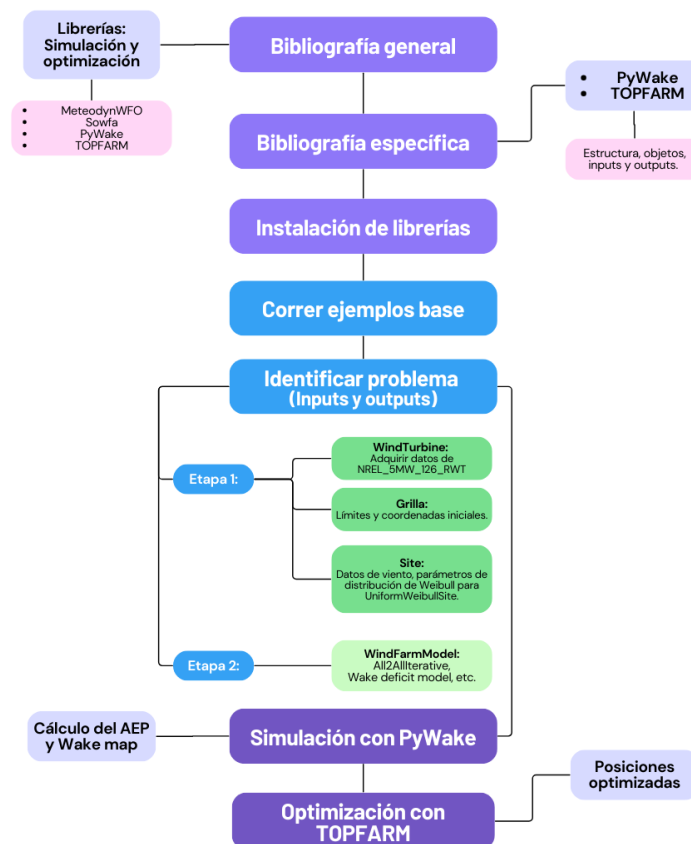 Librerías:
Simulación y
optimización
Bibliografía general
• MeteodynWFO
• Sowfa
• PyWake
• TOPFARM
• PyWake
• TOPFARM
Bibliografía específica
Estructura, objetos,
inputs y outputs.
Instalación de librerías
Correr ejemplos base
Identificar problema
(Inputs y outputs)
Etapa 1:
WindTurbine:
Adquirir datos de
NREL_5MW_126_RWT
Grilla:
Límites y coordenadas iniciales.
Site:
Datos de viento, parámetros de
distribución de Weibull para
UniformWeibullSite.
Etapa 2:
WindFarmModel:
All2AllIterative,
Wake deficit model, etc.
Cálculo del AEP
y Wake map
Simulación con PyWake
Posiciones
optimizadas
Optimización con
TOPFARM